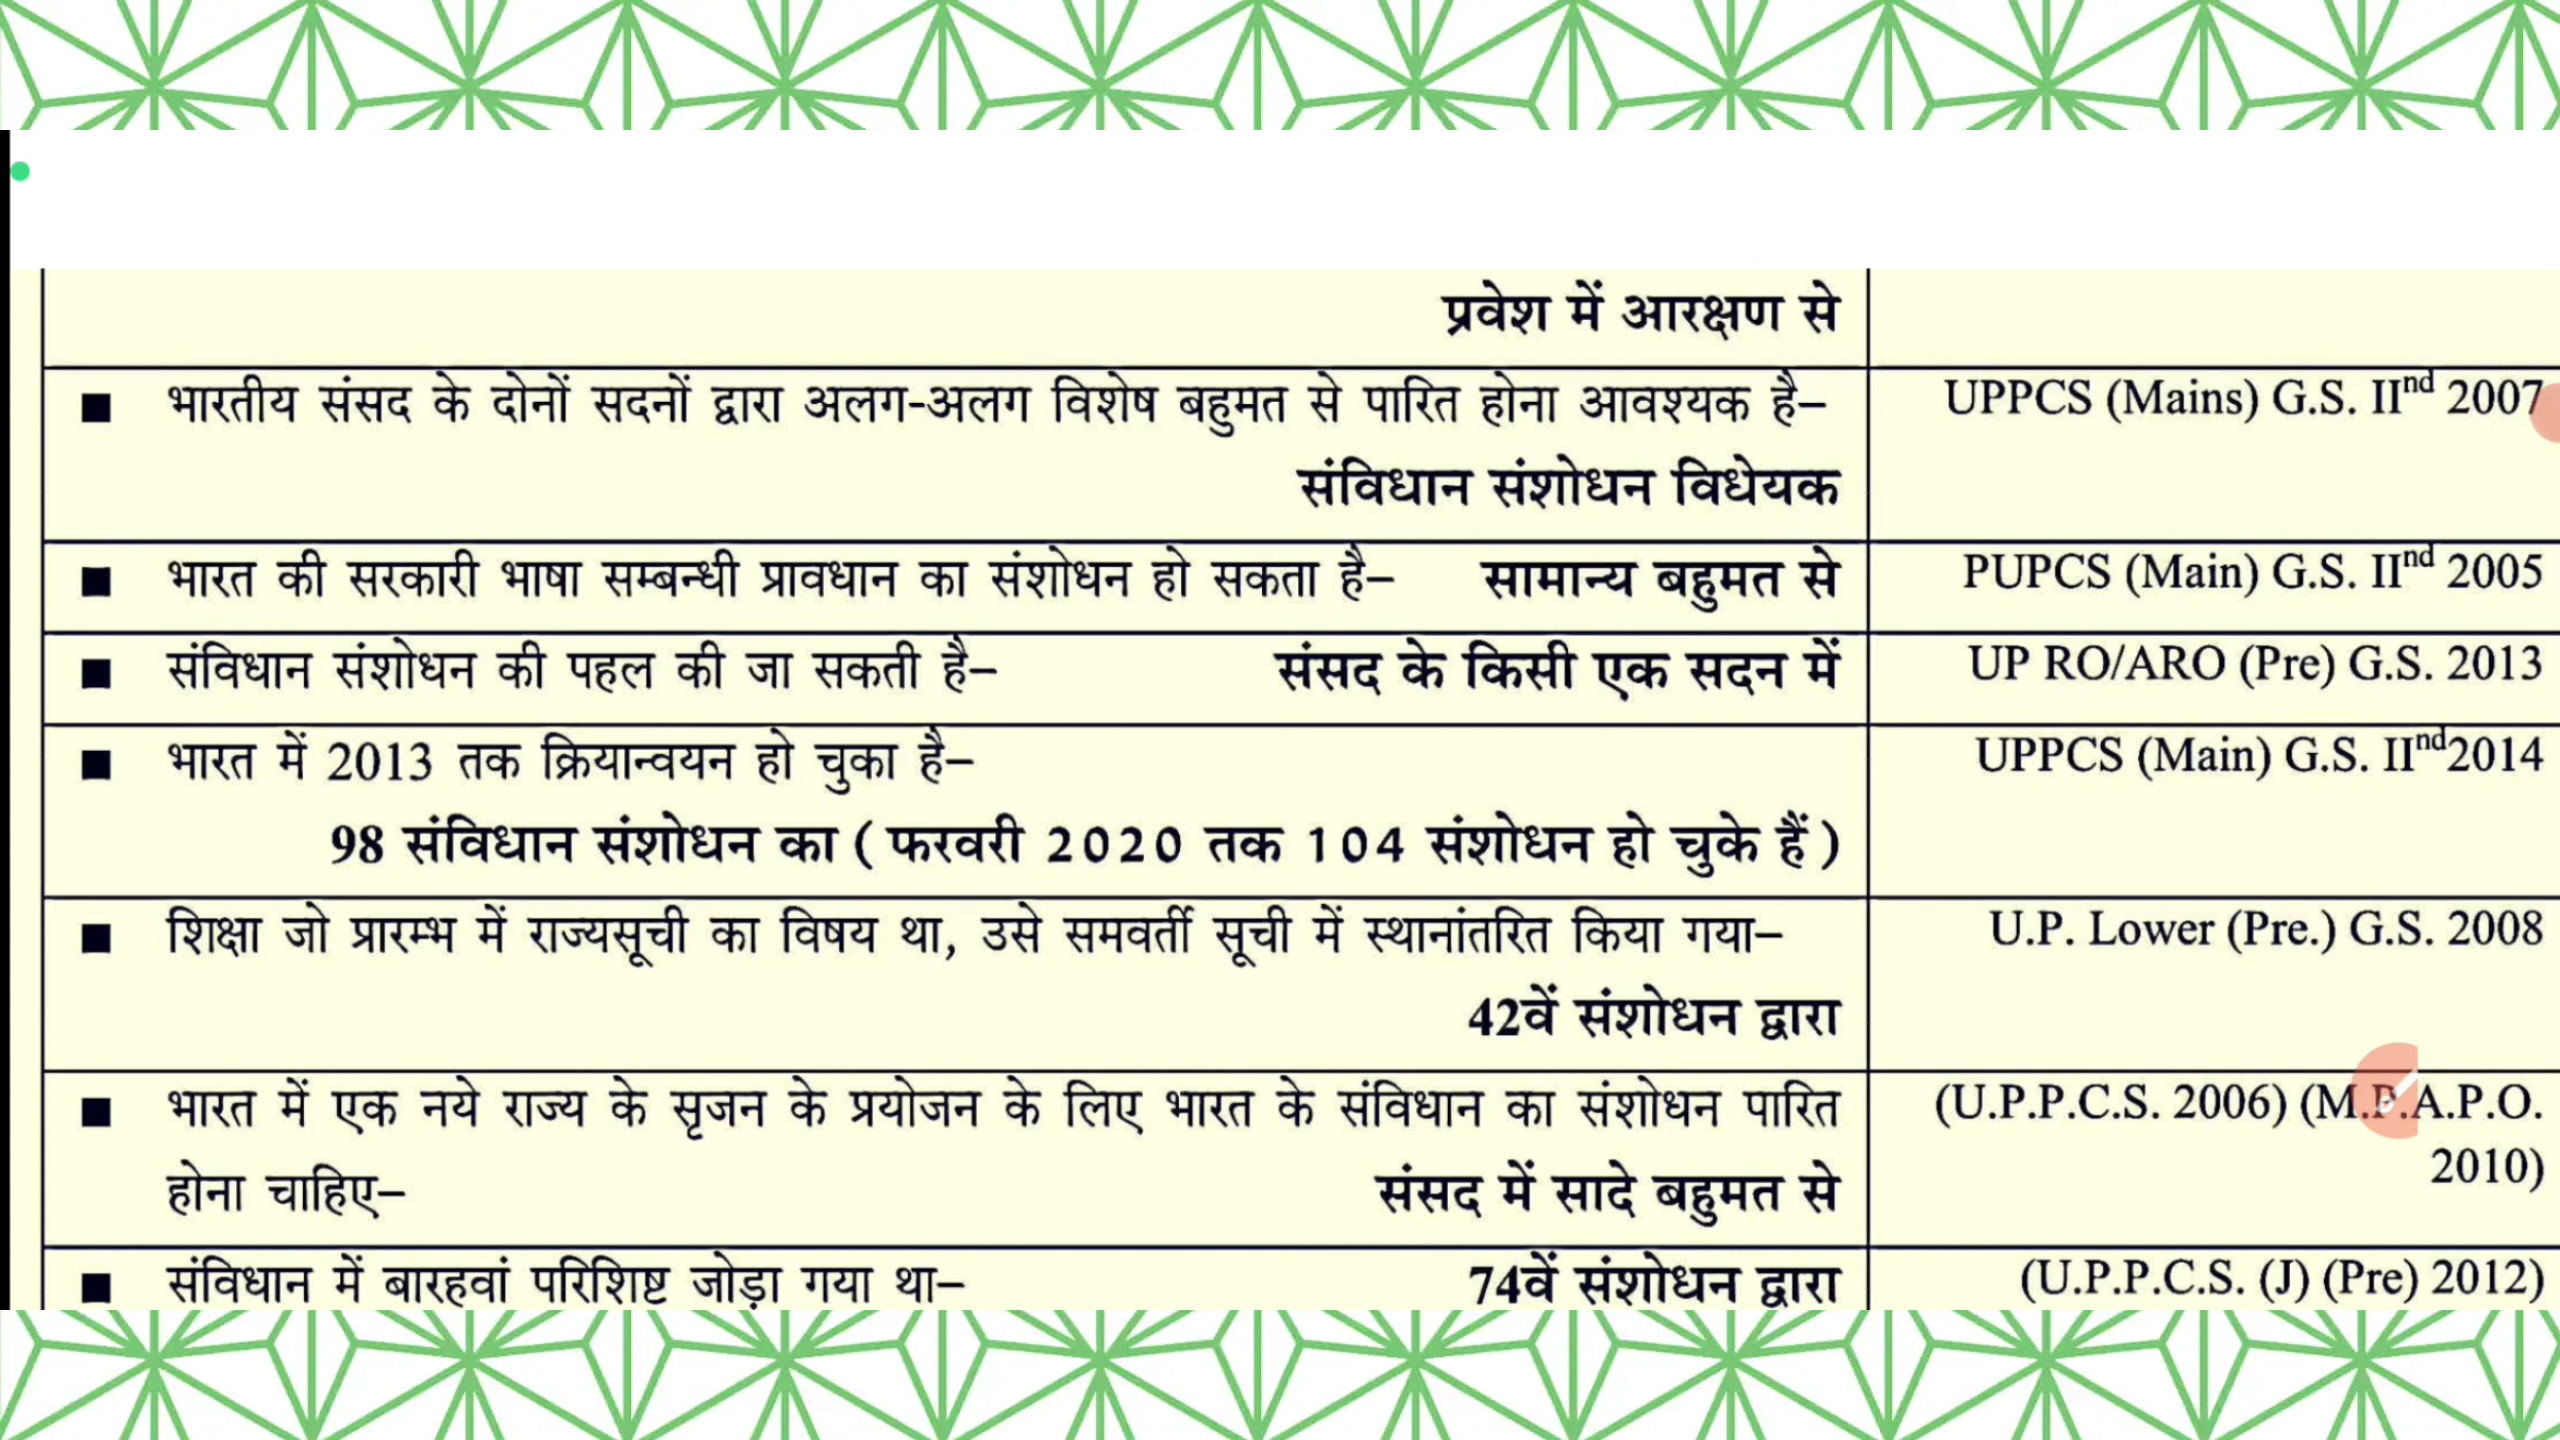 प्रवेश में आरक्षण से
■ भारतीय संसद के दोनों सदनों द्वारा अलग-अलग विशेष बहुमत से पारित होना आवश्यक है– UPPCS (Mains) G.S. IInd 2007
संविधान संशोधन विधेयक
■ भारत की सरकारी भाषा सम्बन्धी प्रावधान का संशोधन हो सकता है– सामान्य बहुमत से PUPCS (Main) G.S. IInd 2005
■ संविधान संशोधन की पहल की जा सकती है– संसद के किसी एक सदन में UP RO/ARO (Pre) G.S. 2013
■ भारत में 2013 तक क्रियान्वयन हो चुका है– UPPCS (Main) G.S. IInd2014
98 संविधान संशोधन का ( फरवरी 2020 तक 104 संशोधन हो चुके हैं )
■ शिक्षा जो प्रारम्भ में राज्यसूची का विषय था, उसे समवर्ती सूची में स्थानांतरित किया गया– U.P. Lower (Pre.) G.S. 2008
42वें संशोधन द्वारा
■ भारत में एक नये राज्य के सृजन के प्रयोजन के लिए भारत के संविधान का संशोधन पारित (U.P.P.C.S. 2006) (M.P.A.P.O.
होना चाहिए– संसद में सादे बहुमत से 2010)
■ संविधान में बारहवां परिशिष्ट जोड़ा गया था– 74वें संशोधन द्वारा (U.P.P.C.S. (J) (Pre) 2012)